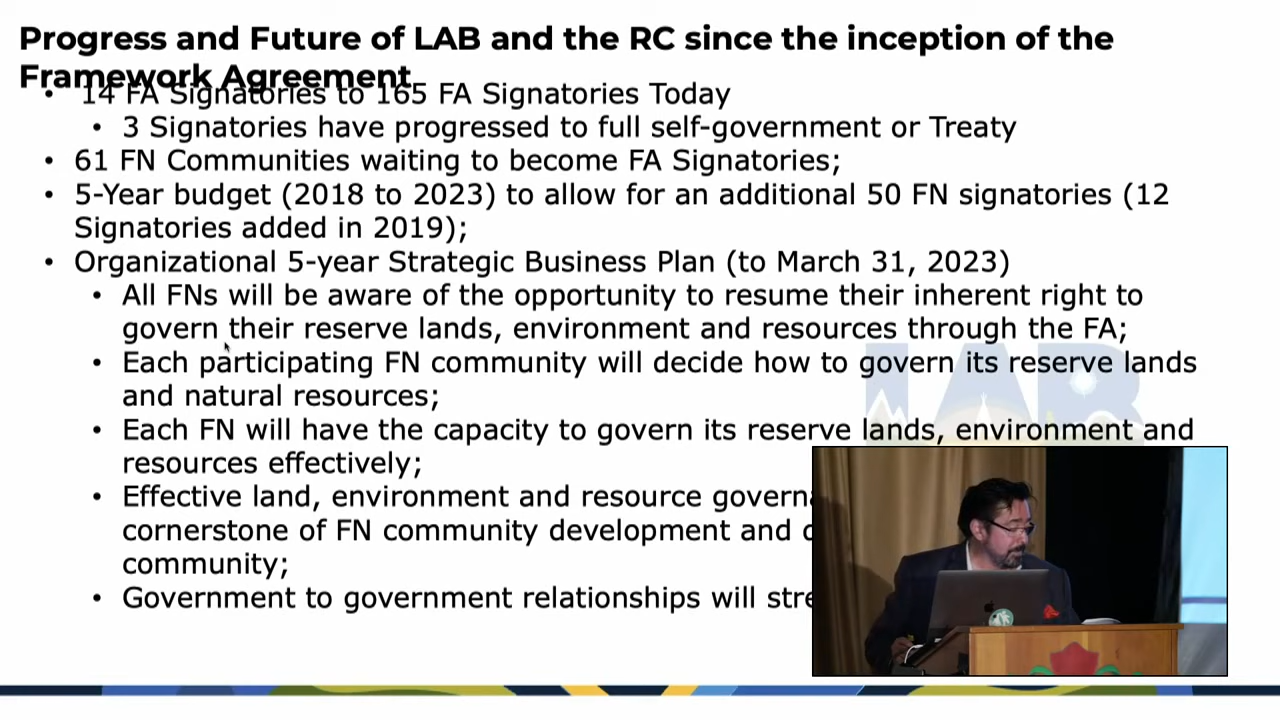 Progress and Future of LAB and the RC since the inception of the
Framework Agreement
• 14 FA Signatories to 165 FA Signatories Today
• 3 Signatories have progressed to full self-government or Treaty
• 61 FN Communities waiting to become FA Signatories;
• 5-Year budget (2018 to 2023) to allow for an additional 50 FN signatories (12
Signatories added in 2019);
• Organizational 5-year Strategic Business Plan (to March 31, 2023)
• All FNs will be aware of the opportunity to resume their inherent right to
govern their reserve lands, environment and resources through the FA;
• Each participating FN community will decide how to govern its reserve lands
and natural resources;
• Each FN will have the capacity to govern its reserve lands, environment and
resources effectively;
• Effective land, environment and resource
cornerstone of FN community development and
community;
• Government to government relationships will
LAB